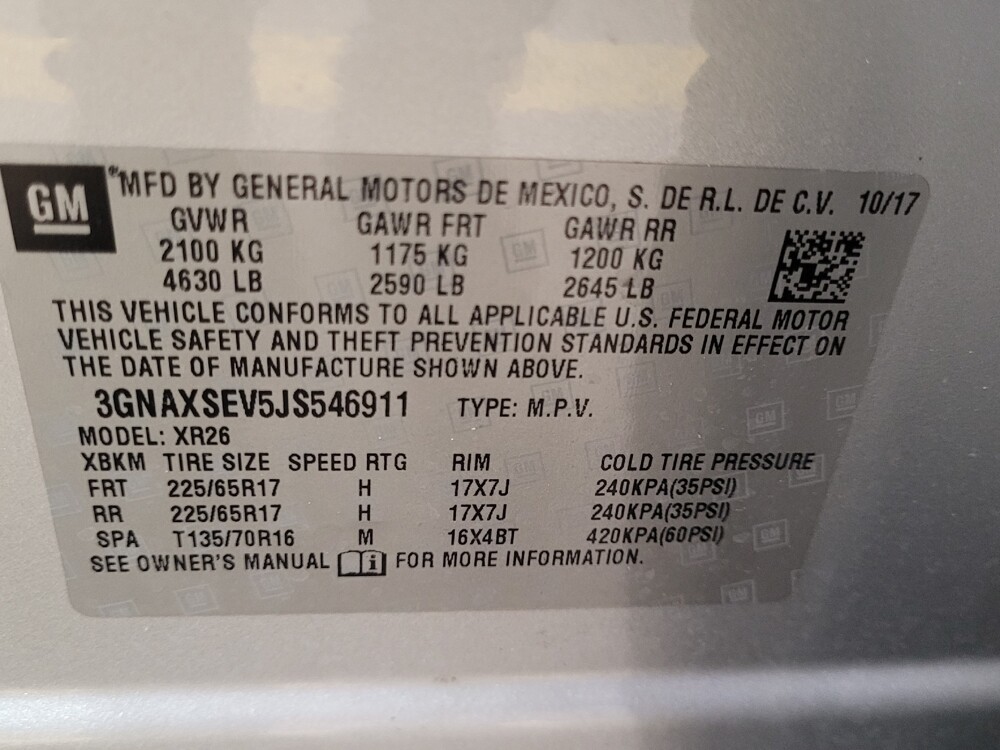 GM
®MFD BY GENERAL MOTORS DE MEXICO, S. DE R.L. DE C.V. 10/17
GVWR GAWR FRT GAWR RR
2100 KG 1175 KG 1200 KG
4630 LB 2590 LB 2645 LB
THIS VEHICLE CONFORMS TO ALL APPLICABLE U.S. FEDERAL MOTOR
VEHICLE SAFETY AND THEFT PREVENTION STANDARDS IN EFFECT ON
THE DATE OF MANUFACTURE SHOWN ABOVE.
3GNAXSEV5JS546911 TYPE: M.P.V.
MODEL: XR26
XBKM TIRE SIZE SPEED RTG RIM COLD TIRE PRESSURE
FRT 225/65R17 H 17X7J 240KPA(35PSI)
RR 225/65R17 H 17X7J 240KPA(35PSI)
SPA T135/70R16 M 16X4BT 420KPA(60PSI)
SEE OWNER'S MANUAL i FOR MORE INFORMATION.